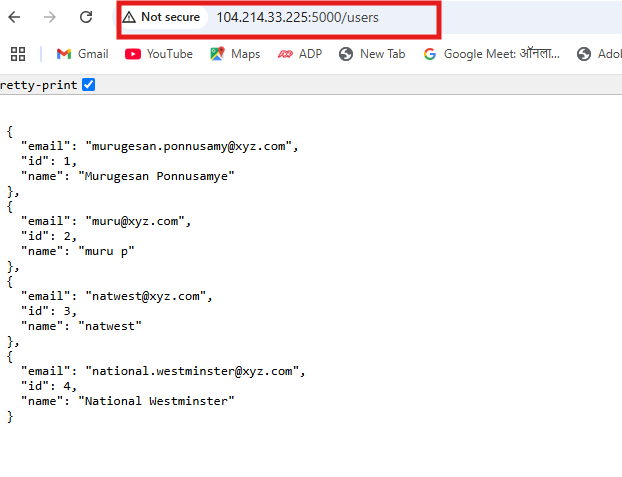 Not secure 104.214.33.225:5000/users
Gmail YouTube Maps ADP New Tab Google Meet: ऑनला... Adob
retty-print
{
"email": "murugesan.ponnusamy@xyz.com",
"id": 1,
"name": "Murugesan Ponnusamye"
},
{
"email": "muru@xyz.com",
"id": 2,
"name": "muru p"
},
{
"email": "natwest@xyz.com",
"id": 3,
"name": "natwest"
},
{
"email": "national.westminster@xyz.com",
"id": 4,
"name": "National Westminster"
}